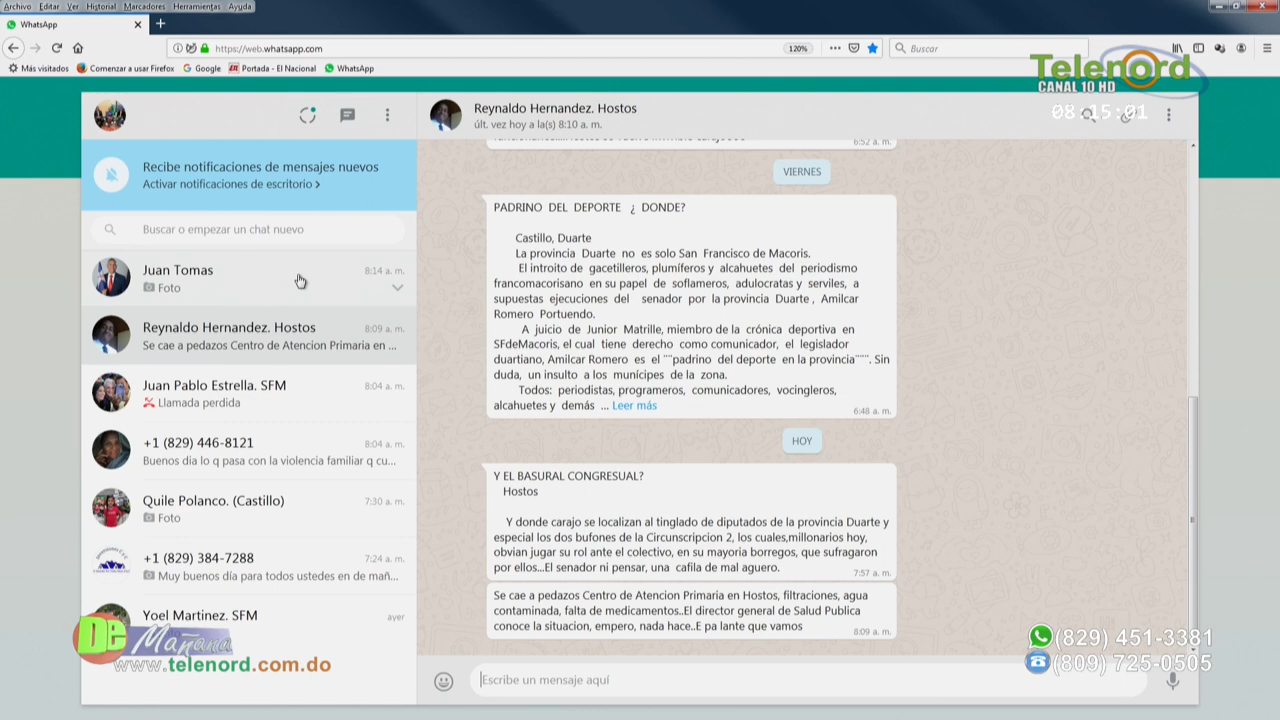 Archivo Editar Ver Historial Marcadores Herramientas Ayuda
WhatsApp
https://web.whatsapp.com
120%
Buscar
Más visitados Comenzar a usar Firefox Google Portada - El Nacional WhatsApp
Telenord
CANAL 10 HD
08:15:01
Reynaldo Hernandez. Hostos
últ. vez hoy a la(s) 8:10 a. m.
Recibe notificaciones de mensajes nuevos
Activar notificaciones de escritorio >
Buscar o empezar un chat nuevo
Juan Tomas 8:14 a. m.
Foto
Reynaldo Hernandez. Hostos 8:09 a. m.
Se cae a pedazos Centro de Atencion Primaria en ...
Juan Pablo Estrella. SFM 8:04 a. m.
Llamada perdida
+1 (829) 446-8121 8:04 a. m.
Buenos dia lo q pasa con la violencia familiar q cu...
Quile Polanco. (Castillo) 7:30 a. m.
Foto
+1 (829) 384-7288 7:24 a. m.
Muy buenos día para todos ustedes en de mañ...
Yoel Martinez. SFM ayer
De Mañana
www.telenord.com.do
6:52 a. m.
VIERNES
PADRINO DEL DEPORTE ¿ DONDE?
Castillo, Duarte
La provincia Duarte no es solo San Francisco de Macoris.
El introito de gacetilleros, plumíferos y alcahuetes del periodismo
francomacorisano en su papel de soflameros, adulocratas y serviles, a
supuestas ejecuciones del senador por la provincia Duarte , Amilcar
Romero Portuendo.
A juicio de Junior Matrille, miembro de la crónica deportiva en
SFdeMacoris, el cual tiene derecho como comunicador, el legislador
duartiano, Amilcar Romero es el ¨¨padrino del deporte en la provincia¨¨¨. Sin
duda, un insulto a los munícipes de la zona.
Todos: periodistas, programeros, comunicadores, vocingleros,
alcahuetes y demás ... Leer más
6:48 a. m.
HOY
Y EL BASURAL CONGRESUAL?
Hostos
Y donde carajo se localizan al tinglado de diputados de la provincia Duarte y
especial los dos bufones de la Circunscripcion 2, los cuales,millonarios hoy,
obvian jugar su rol ante el colectivo, en su mayoria borregos, que sufragaron
por ellos...El senador ni pensar, una cafila de mal aguero.
7:57 a. m.
Se cae a pedazos Centro de Atencion Primaria en Hostos, filtraciones, agua
contaminada, falta de medicamentos..El director general de Salud Publica
conoce la situacion, empero, nada hace..E pa lante que vamos
8:09 a. m.
(829) 451-3381
(809) 725-0505
Escribe un mensaje aquí